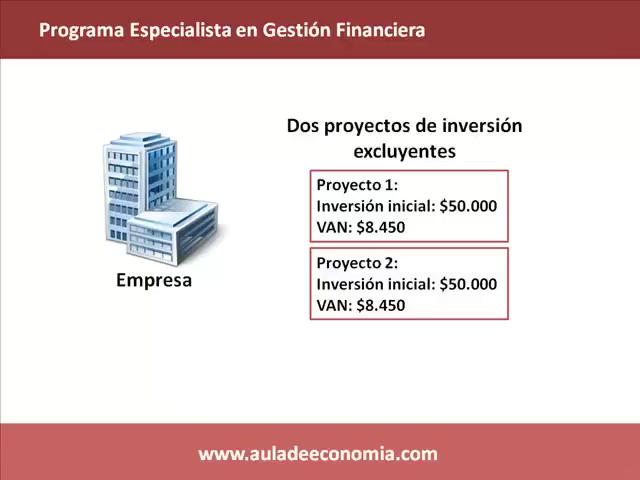 Programa Especialista en Gestión Financiera
Dos proyectos de inversión
excluyentes
Proyecto 1:
Inversión inicial: $50.000
VAN: $8.450
Proyecto 2:
Inversión inicial: $50.000
VAN: $8.450
Empresa
www.auladeeconomia.com